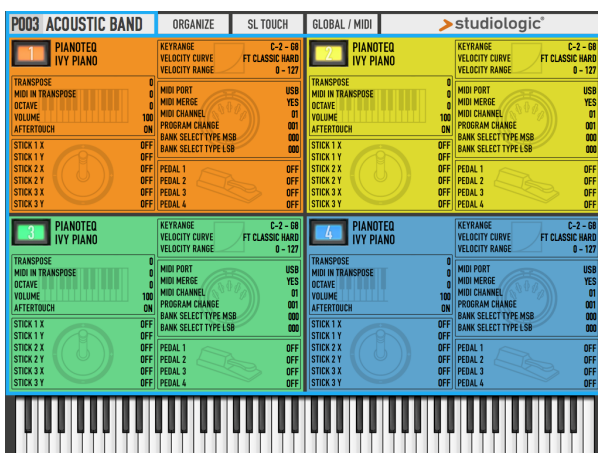 P003 ACOUSTIC BAND ORGANIZE SL TOUCH GLOBAL / MIDI studiologic®
1 PIANOTEQ
IVY PIANO
KEYRANGE C-2 - G8
VELOCITY CURVE FT CLASSIC HARD
VELOCITY RANGE 0 - 127
TRANSPOSE 0
MIDI IN TRANSPOSE 0
OCTAVE 0
VOLUME 100
AFTERTOUCH ON
MIDI PORT USB
MIDI MERGE YES
MIDI CHANNEL 01
PROGRAM CHANGE 001
BANK SELECT TYPE MSB 000
BANK SELECT TYPE LSB 000
STICK 1 X OFF
STICK 1 Y OFF
STICK 2 X OFF
STICK 2 Y OFF
STICK 3 X OFF
STICK 3 Y OFF
PEDAL 1 OFF
PEDAL 2 OFF
PEDAL 3 OFF
PEDAL 4 OFF
2 PIANOTEQ
IVY PIANO
KEYRANGE C-2 - G8
VELOCITY CURVE FT CLASSIC HARD
VELOCITY RANGE 0 - 127
TRANSPOSE 0
MIDI IN TRANSPOSE 0
OCTAVE 0
VOLUME 100
AFTERTOUCH ON
MIDI PORT USB
MIDI MERGE YES
MIDI CHANNEL 01
PROGRAM CHANGE 001
BANK SELECT TYPE MSB 000
BANK SELECT TYPE LSB 000
STICK 1 X OFF
STICK 1 Y OFF
STICK 2 X OFF
STICK 2 Y OFF
STICK 3 X OFF
STICK 3 Y OFF
PEDAL 1 OFF
PEDAL 2 OFF
PEDAL 3 OFF
PEDAL 4 OFF
3 PIANOTEQ
IVY PIANO
KEYRANGE C-2 - G8
VELOCITY CURVE FT CLASSIC HARD
VELOCITY RANGE 0 - 127
TRANSPOSE 0
MIDI IN TRANSPOSE 0
OCTAVE 0
VOLUME 100
AFTERTOUCH ON
MIDI PORT USB
MIDI MERGE YES
MIDI CHANNEL 01
PROGRAM CHANGE 001
BANK SELECT TYPE MSB 000
BANK SELECT TYPE LSB 000
STICK 1 X OFF
STICK 1 Y OFF
STICK 2 X OFF
STICK 2 Y OFF
STICK 3 X OFF
STICK 3 Y OFF
PEDAL 1 OFF
PEDAL 2 OFF
PEDAL 3 OFF
PEDAL 4 OFF
4 PIANOTEQ
IVY PIANO
KEYRANGE C-2 - G8
VELOCITY CURVE FT CLASSIC HARD
VELOCITY RANGE 0 - 127
TRANSPOSE 0
MIDI IN TRANSPOSE 0
OCTAVE 0
VOLUME 100
AFTERTOUCH ON
MIDI PORT USB
MIDI MERGE YES
MIDI CHANNEL 01
PROGRAM CHANGE 001
BANK SELECT TYPE MSB 000
BANK SELECT TYPE LSB 000
STICK 1 X OFF
STICK 1 Y OFF
STICK 2 X OFF
STICK 2 Y OFF
STICK 3 X OFF
STICK 3 Y OFF
PEDAL 1 OFF
PEDAL 2 OFF
PEDAL 3 OFF
PEDAL 4 OFF